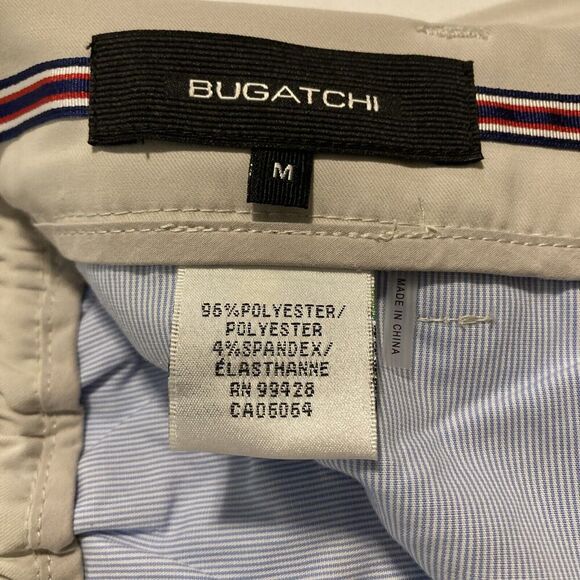 BUGATCHI
M
96%POLYESTER/
POLYESTER
4%SPANDEX/
ÉLASTHANNE
RN 99428
CA06064
MADE IN CHINA